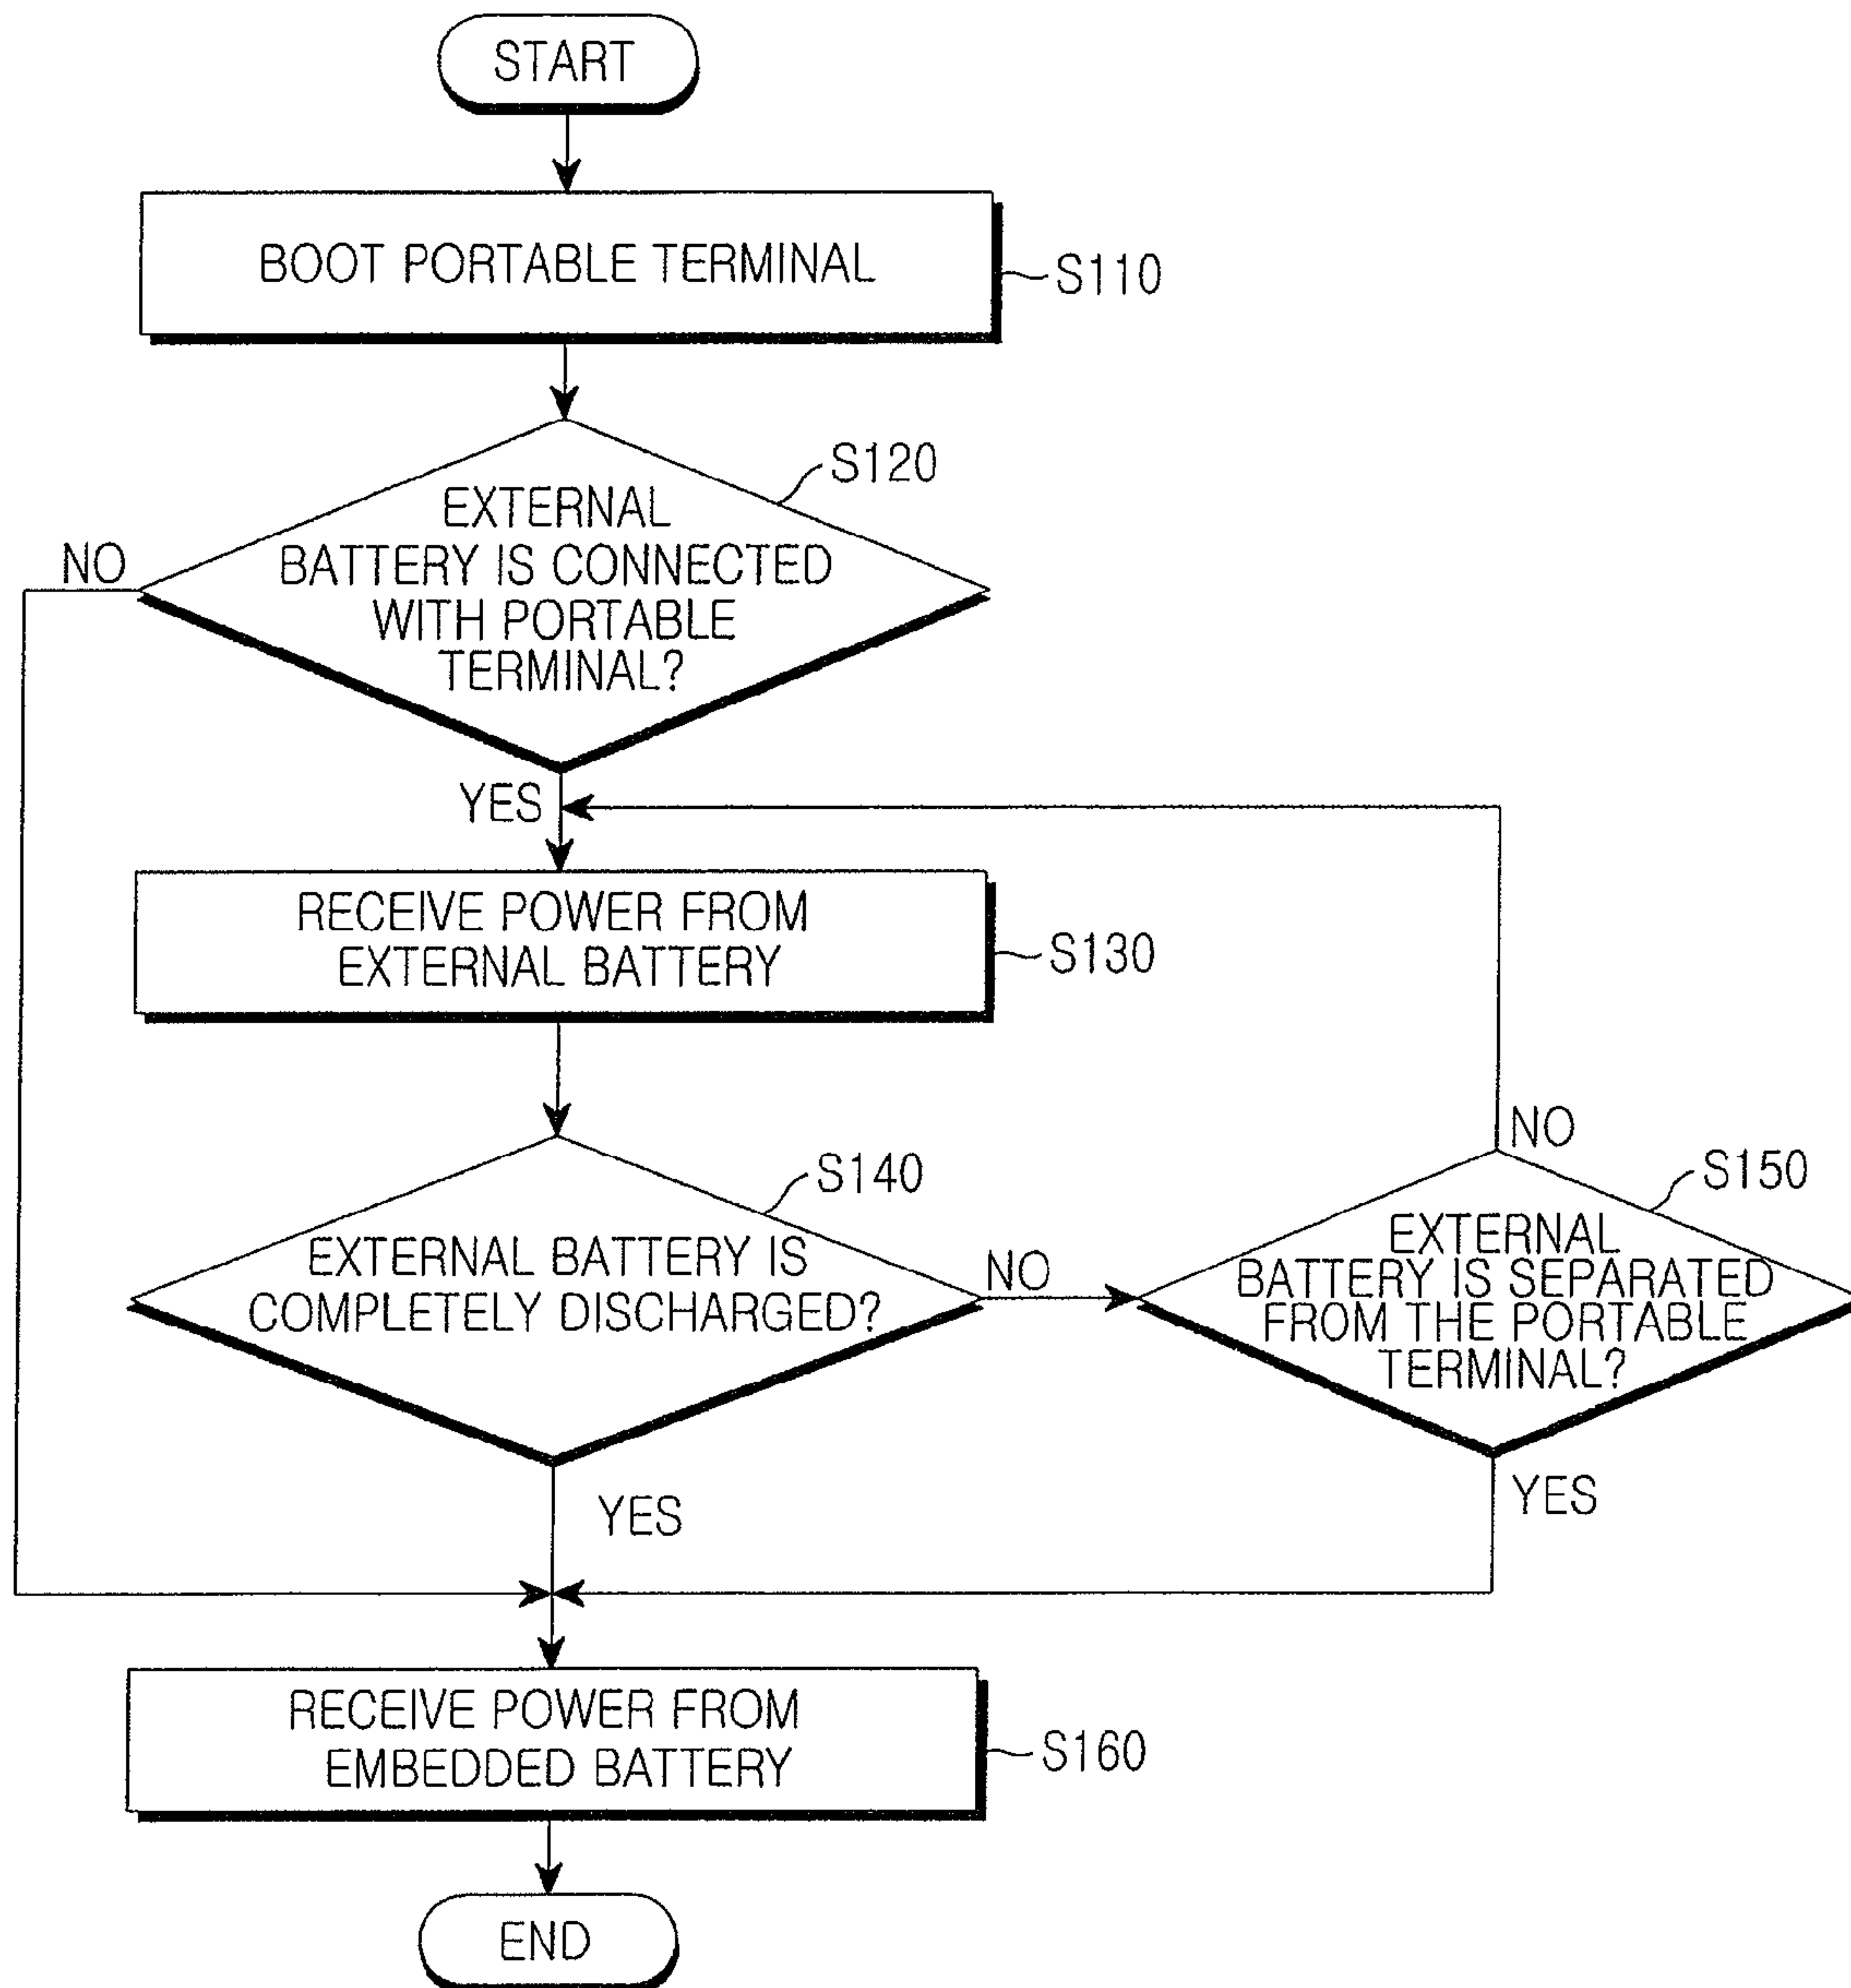 START
BOOT PORTABLE TERMINAL
S110
S120
EXTERNAL
BATTERY IS CONNECTED
WITH PORTABLE
TERMINAL?
NO
YES
RECEIVE POWER FROM
EXTERNAL BATTERY
S130
S140
EXTERNAL BATTERY IS
COMPLETELY DISCHARGED?
NO
YES
NO
S150
EXTERNAL
BATTERY IS SEPARATED
FROM THE PORTABLE
TERMINAL?
YES
RECEIVE POWER FROM
EMBEDDED BATTERY
S160
END